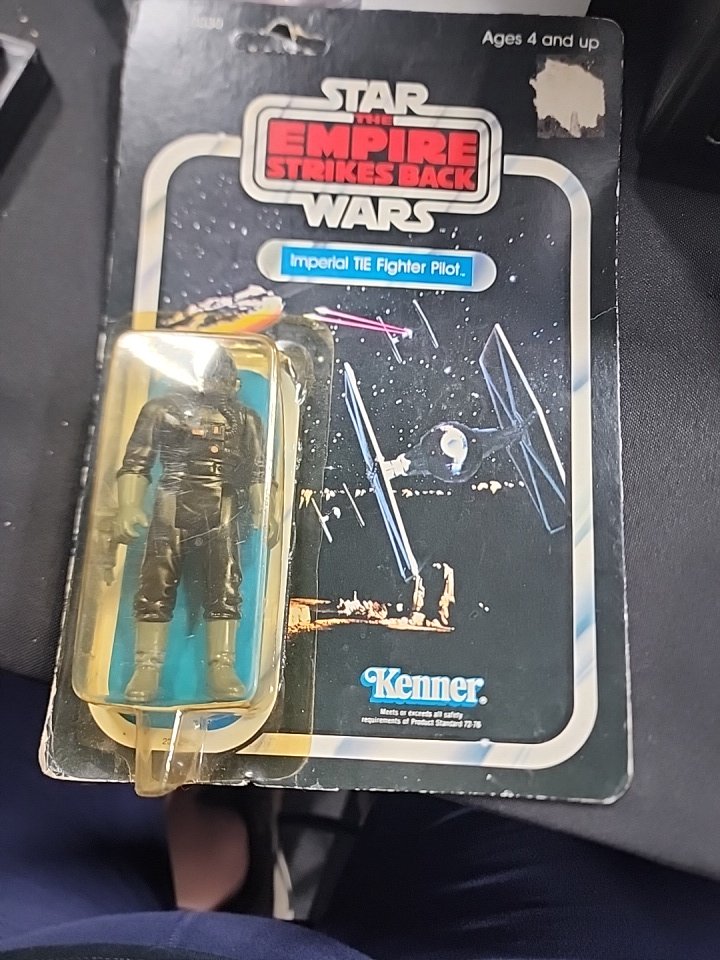 Ages 4 and up
STAR
THE
EMPIRE
STRIKES BACK
WARS
Imperial TIE Fighter Pilot™
Kenner®
Meets or exceeds all safety
requirements of Product Standard 72-76